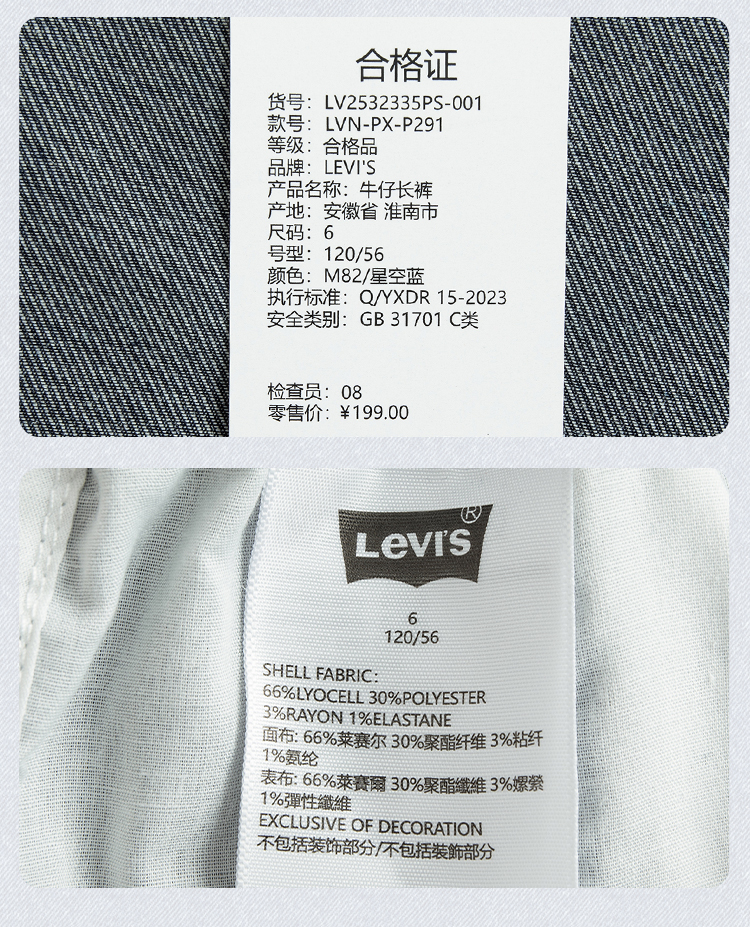 合格证
货号：LV2532335PS-001
款号：LVN-PX-P291
等级：合格品
品牌：LEVI'S
产品名称：牛仔长裤
产地：安徽省 淮南市
尺码：6
号型：120/56
颜色：M82/星空蓝
执行标准：Q/YXDR 15-2023
安全类别：GB 31701 C类
检查员：08
零售价：¥199.00
Levi's®
6
120/56
SHELL FABRIC:
66%LYOCELL 30%POLYESTER
3%RAYON 1%ELASTANE
面布: 66%莱赛尔 30%聚酯纤维 3%粘纤
1%氨纶
表布: 66%萊賽爾 30%聚酯纖維 3%嫘縈
1%彈性纖維
EXCLUSIVE OF DECORATION
不包括装饰部分/不包括裝飾部分